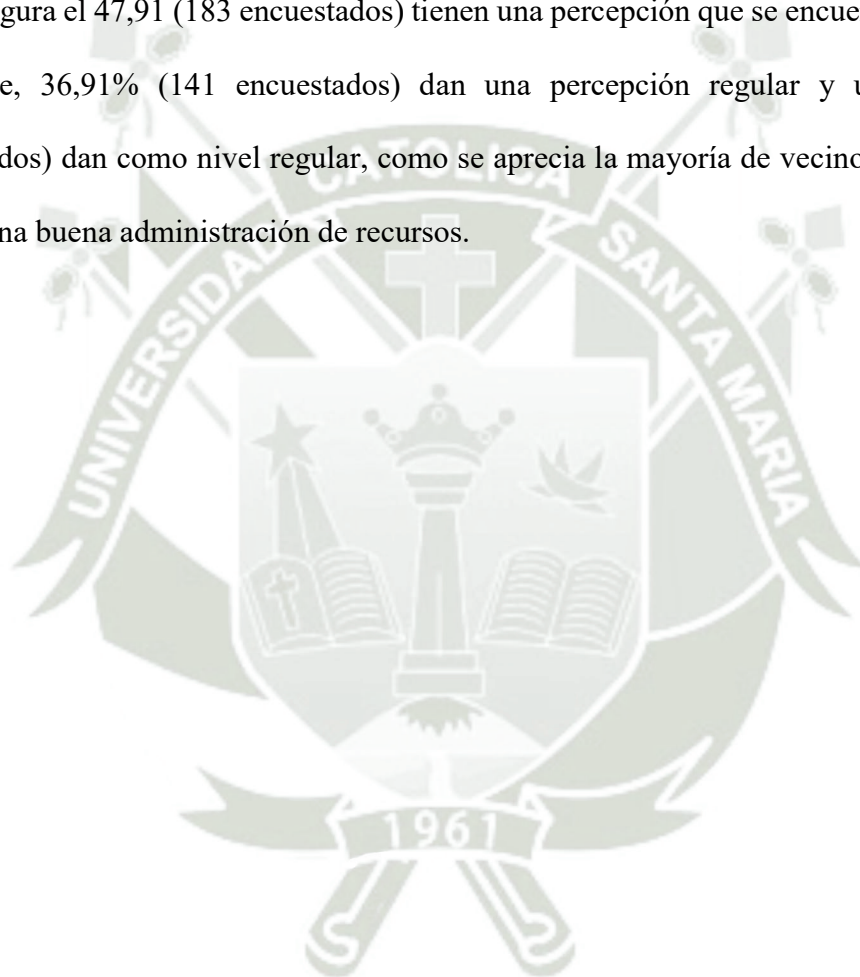 gura el 47,91 (183 encuestados) tienen una percepción que se encue
e, 36,91% (141 encuestados) dan una percepción regular y u
dos) dan como nivel regular, como se aprecia la mayoría de vecino
na buena administración de recursos.
UNIVERSIDAD CATOLICA SANTA MARIA
1961